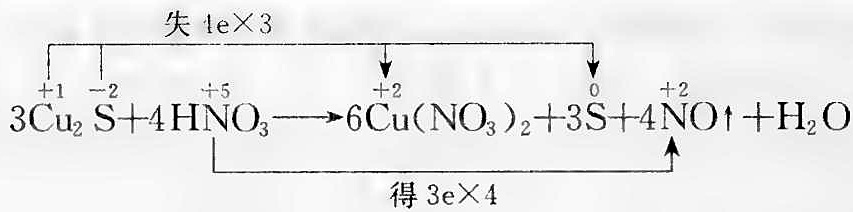 失 4e×3
+1 -2 +5 +2 0 +2
3Cu₂S+4HNO₃→6Cu(NO₃)₂+3S+4NO↑+H₂O
得 3e×4